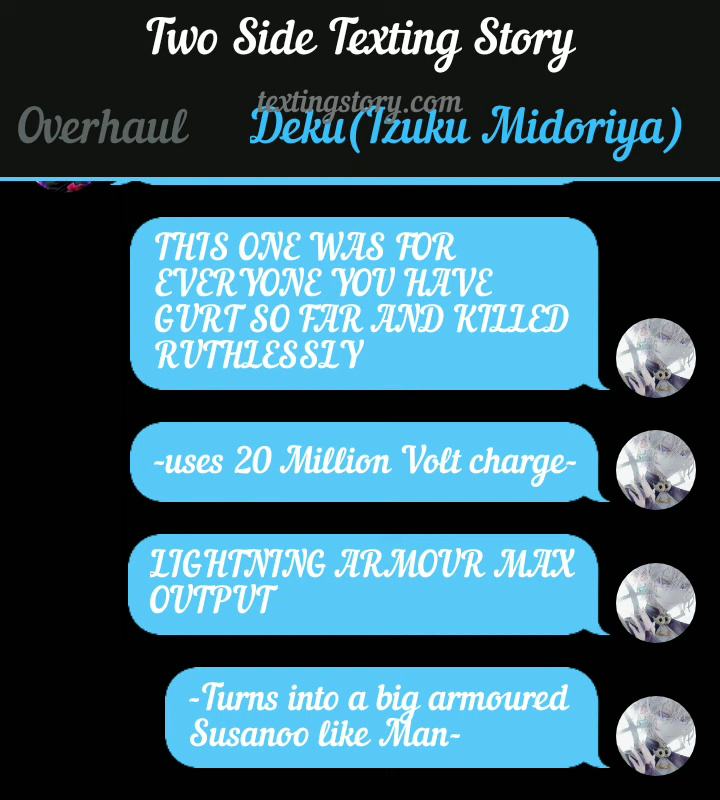 Two Side Texting Story
textingstory.com
Overhaul Deku(Izuku Midoriya)
THIS ONE WAS FOR
EVERYONE YOU HAVE
GURT SO FAR AND KILLED
RUTHLESSLY
-uses 20 Million Volt charge-
LIGHTNING ARMOUR MAX
OUTPUT
-Turns into a big armoured
Susanoo like Man-